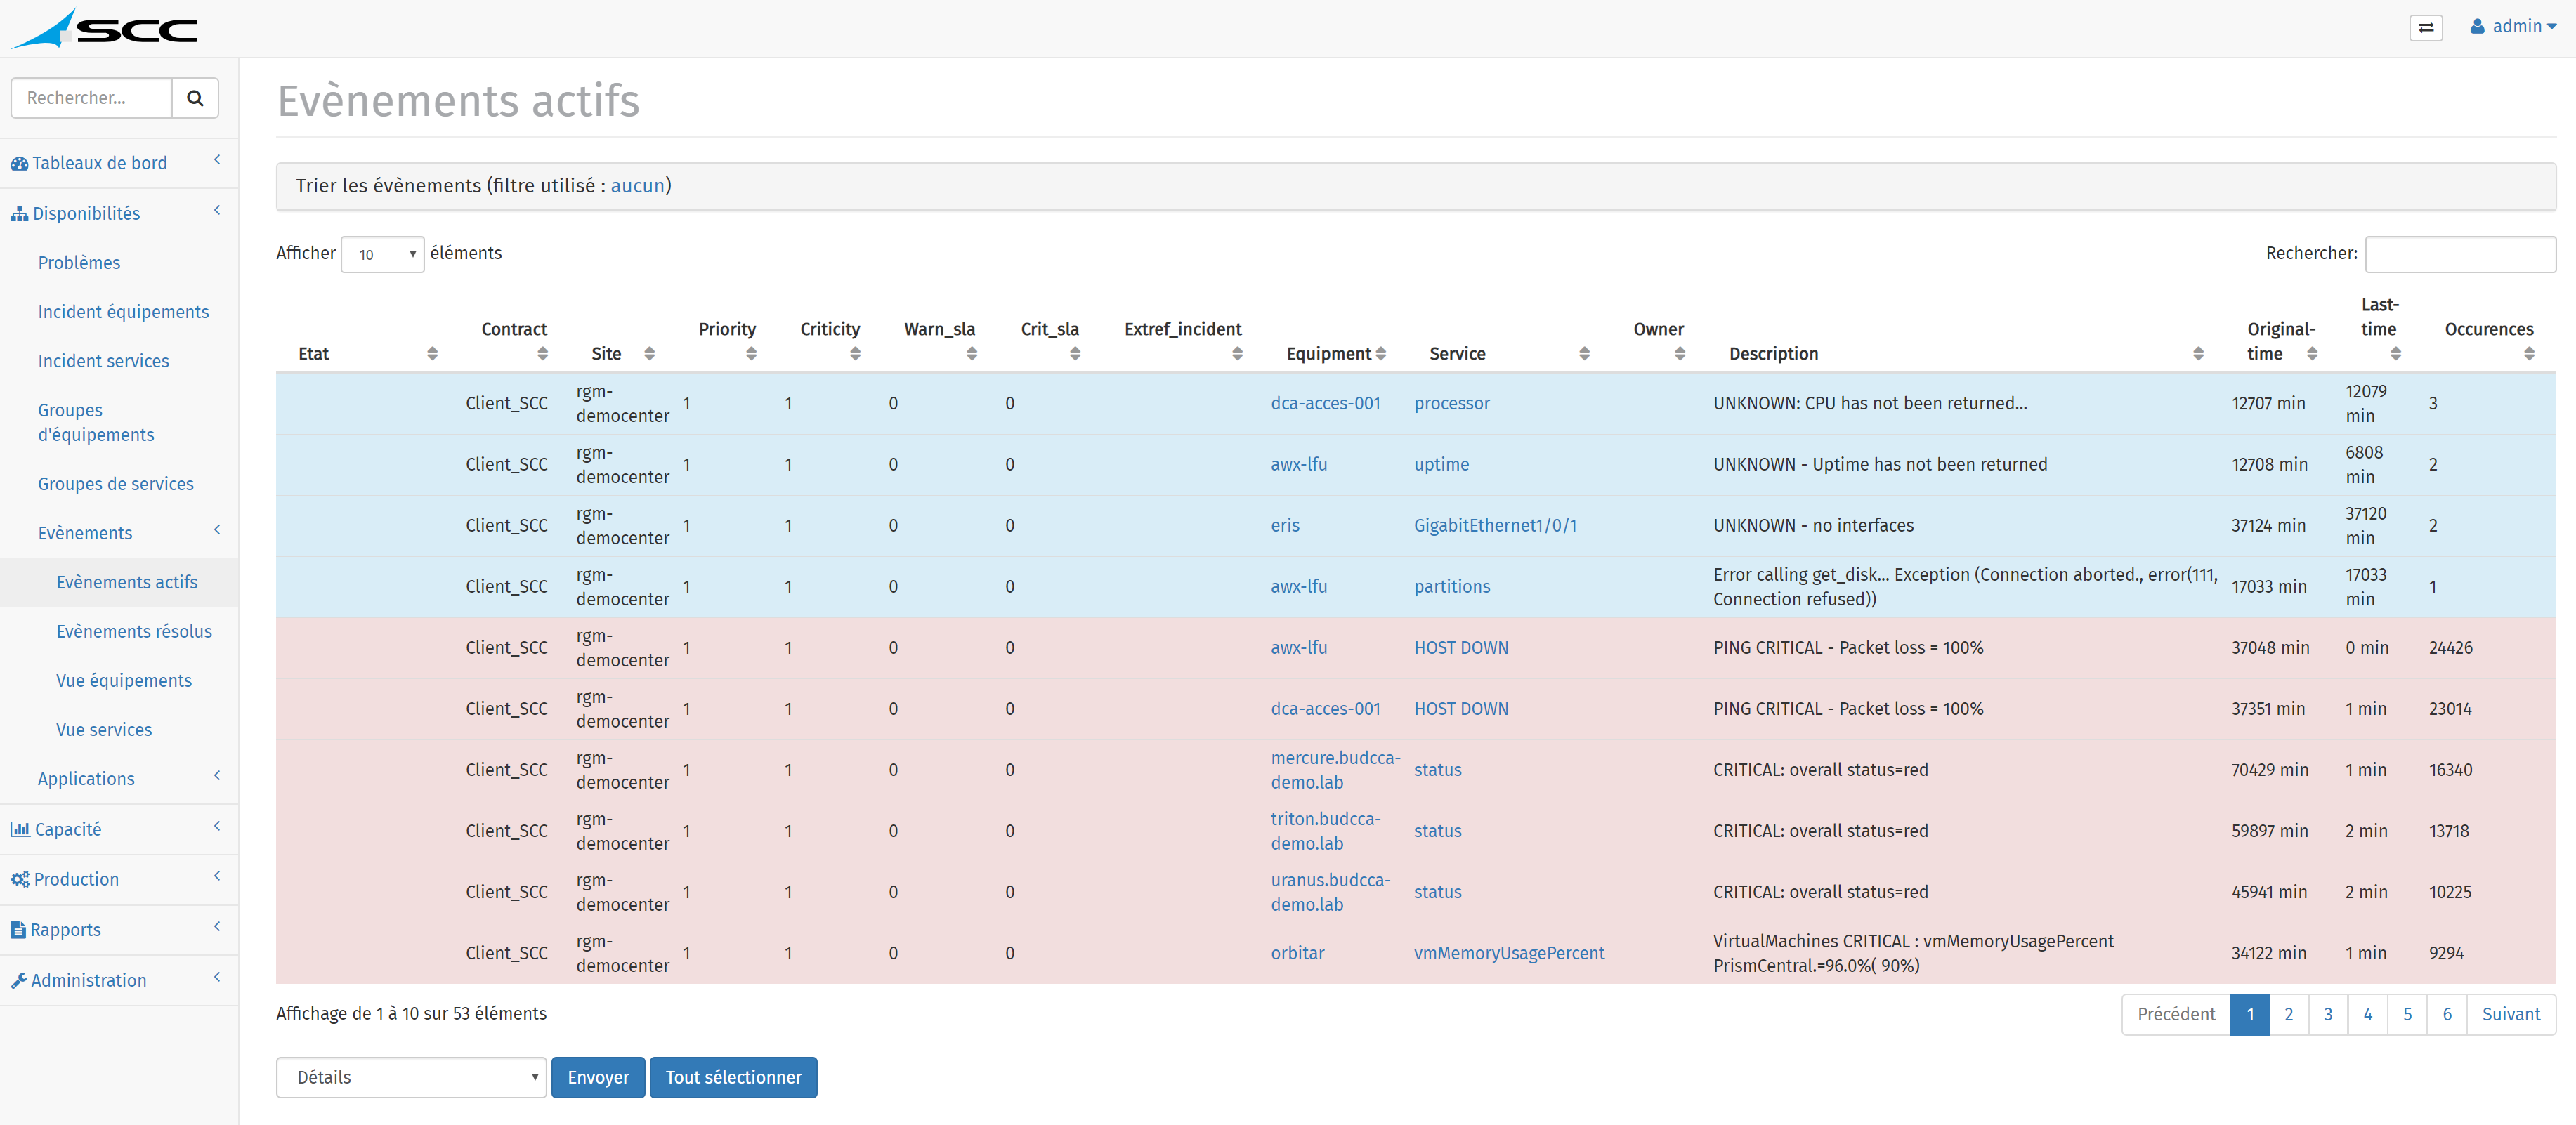 SCC
admin
Rechercher...
Tableaux de bord
Disponibilités
Problèmes
Incident équipements
Incident services
Groupes
d'équipements
Groupes de services
Evènements
Evènements actifs
Evènements résolus
Vue équipements
Vue services
Applications
Capacité
Production
Rapports
Administration
Evènements actifs
Trier les évènements (filtre utilisé : aucun)
Afficher 10 éléments
Rechercher:
Etat Contract Site Priority Criticity Warn_sla Crit_sla Extref_incident Equipment Service Owner Description Original-time Last-time Occurences
Client_SCC rgm-democenter 1 1 0 0 dca-acces-001 processor UNKNOWN: CPU has not been returned... 12707 min 12079 min 3
Client_SCC rgm-democenter 1 1 0 0 awx-lfu uptime UNKNOWN - Uptime has not been returned 12708 min 6808 min 2
Client_SCC rgm-democenter 1 1 0 0 eris GigabitEthernet1/0/1 UNKNOWN - no interfaces 37124 min 37120 min 2
Client_SCC rgm-democenter 1 1 0 0 awx-lfu partitions Error calling get_disk... Exception (Connection aborted., error(111, Connection refused)) 17033 min 17033 min 1
Client_SCC rgm-democenter 1 1 0 0 awx-lfu HOST DOWN PING CRITICAL - Packet loss = 100% 37048 min 0 min 24426
Client_SCC rgm-democenter 1 1 0 0 dca-acces-001 HOST DOWN PING CRITICAL - Packet loss = 100% 37351 min 1 min 23014
Client_SCC rgm-democenter 1 1 0 0 mercure.budcca-demo.lab status CRITICAL: overall status=red 70429 min 1 min 16340
Client_SCC rgm-democenter 1 1 0 0 triton.budcca-demo.lab status CRITICAL: overall status=red 59897 min 2 min 13718
Client_SCC rgm-democenter 1 1 0 0 uranus.budcca-demo.lab status CRITICAL: overall status=red 45941 min 2 min 10225
Client_SCC rgm-democenter 1 1 0 0 orbitar vmMemoryUsagePercent VirtualMachines CRITICAL : vmMemoryUsagePercent PrismCentral.=96.0%( 90%) 34122 min 1 min 9294
Affichage de 1 à 10 sur 53 éléments
Précédent 1 2 3 4 5 6 Suivant
Détails Envoyer Tout sélectionner